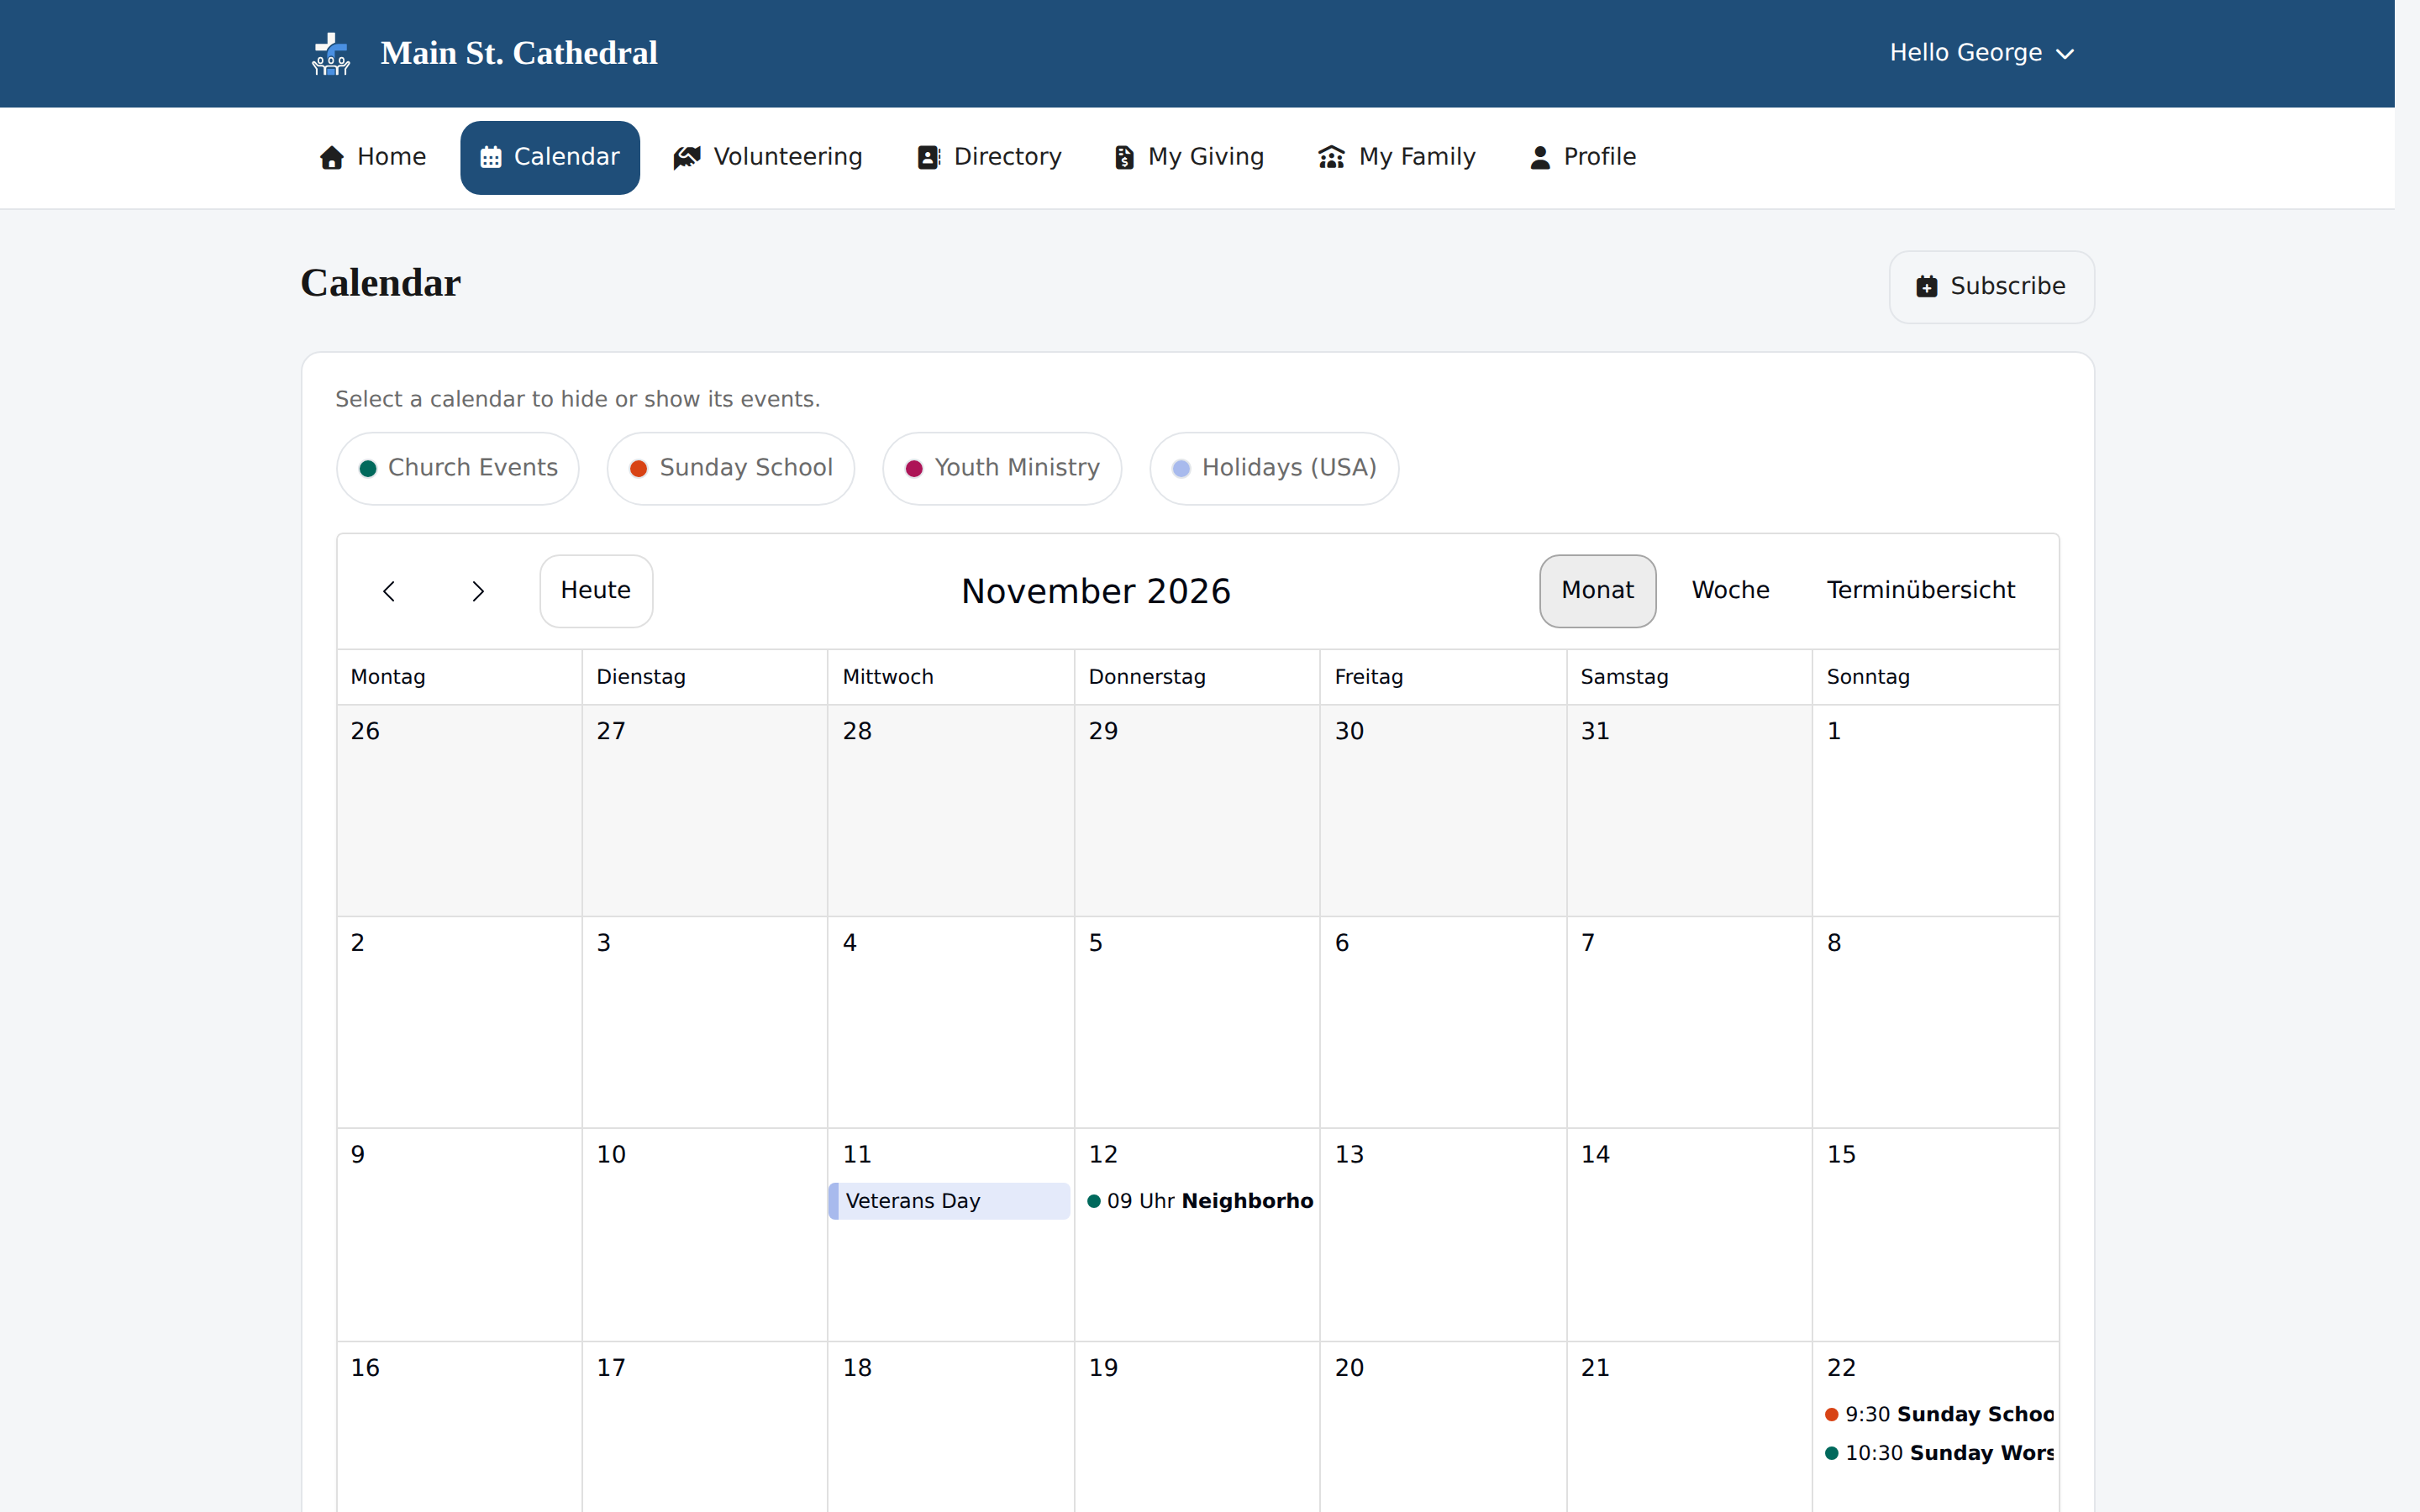 Main St. Cathedral
Hello George
Home Calendar Volunteering Directory My Giving My Family Profile
Calendar
Subscribe
Select a calendar to hide or show its events.
Church Events Sunday School Youth Ministry Holidays (USA)
Heute November 2026 Monat Woche Terminübersicht
Montag Dienstag Mittwoch Donnerstag Freitag Samstag Sonntag
26 27 28 29 30 31 1
2 3 4 5 6 7 8
9 10 11 12 13 14 15
Veterans Day 09 Uhr Neighborho
16 17 18 19 20 21 22
9:30 Sunday Schoo
10:30 Sunday Wors